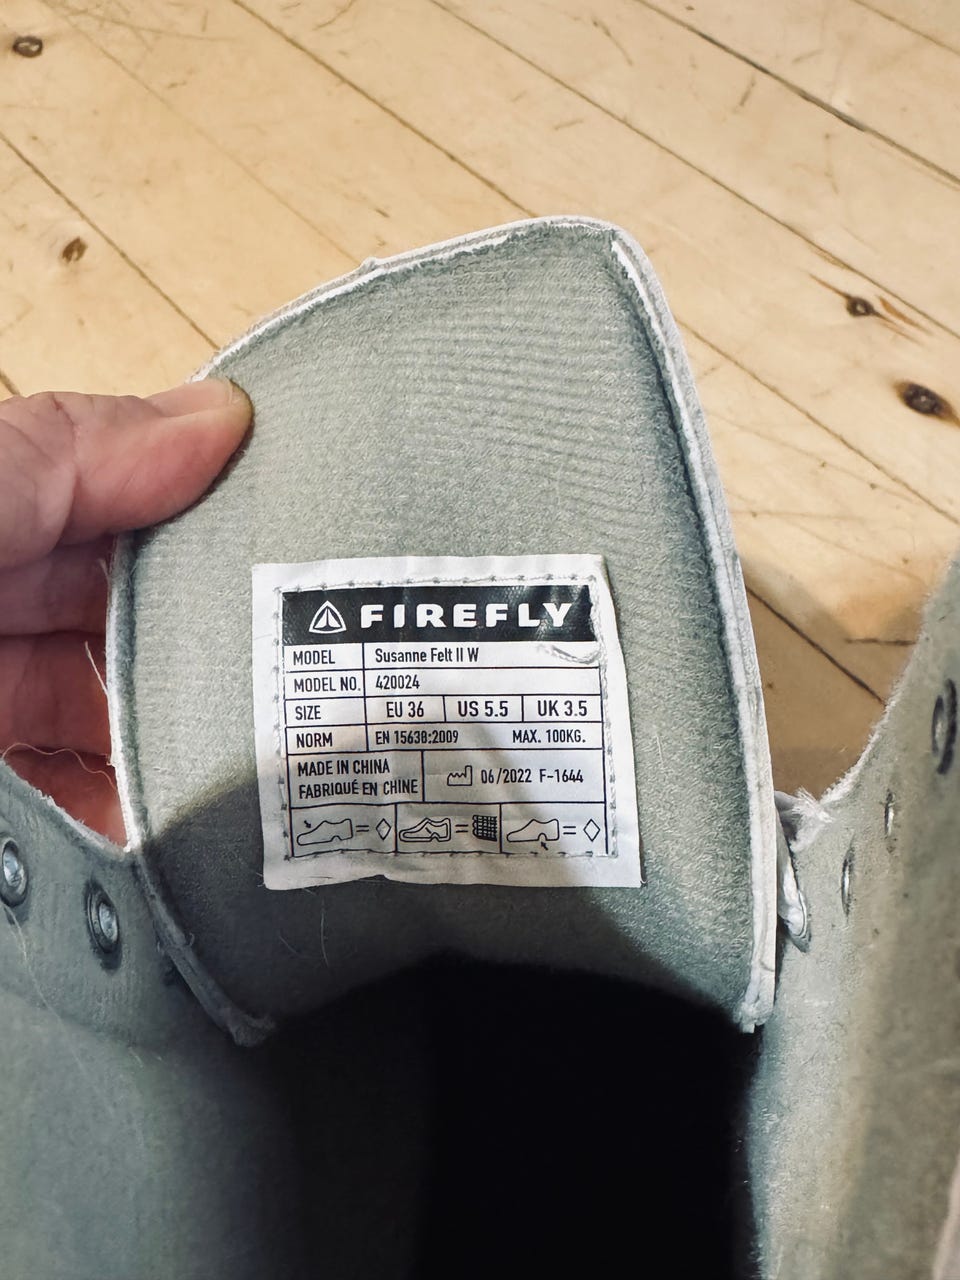 FIREFLY
MODEL Susanne Felt II W
MODEL NO. 420024
SIZE EU 36 US 5.5 UK 3.5
NORM EN 15638:2009 MAX. 100KG.
MADE IN CHINA
FABRIQUÉ EN CHINE
06/2022 F-1644
= =  =